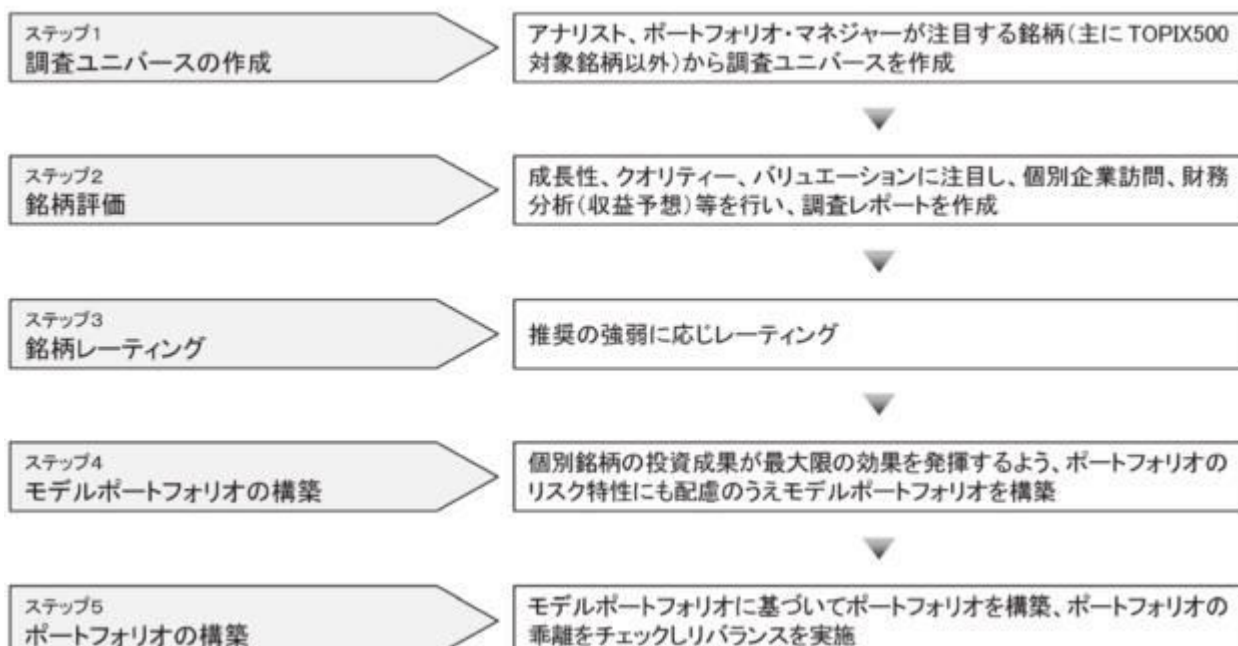 ステップ1
調査ユニバースの作成
アナリスト、ポートフォリオ・マネジャーが注目する銘柄(主に TOPIX500
対象銘柄以外)から調査ユニバースを作成
ステップ2
銘柄評価
成長性、クオリティー、バリュエーションに注目し、個別企業訪問、財務
分析(収益予想)等を行い、調査レポートを作成
ステップ3
銘柄レーティング
推奨の強弱に応じレーティング
ステップ4
モデルポートフォリオの構築
個別銘柄の投資成果が最大限の効果を発揮するよう、ポートフォリオの
リスク特性にも配慮のうえモデルポートフォリオを構築
ステップ5
ポートフォリオの構築
モデルポートフォリオに基づいてポートフォリオを構築、ポートフォリオの
乖離をチェックしリバランスを実施